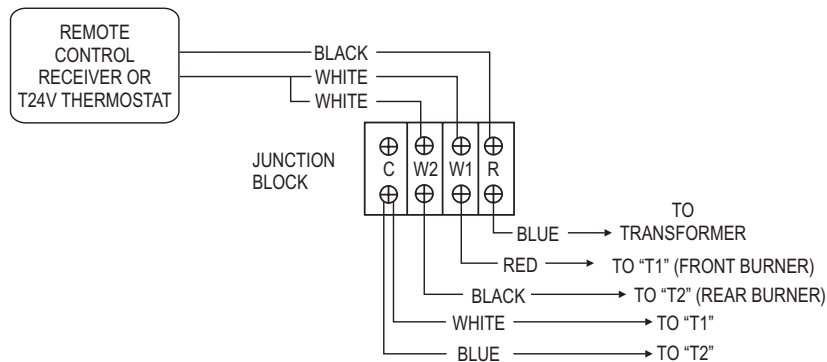 REMOTE
CONTROL
RECEIVER OR
T24V THERMOSTAT
BLACK
WHITE
WHITE
JUNCTION
BLOCK
C W2 W1 R
BLUE
TO
TRANSFORMER
RED
TO “T1” (FRONT BURNER)
BLACK
TO “T2” (REAR BURNER)
WHITE
TO “T1”
BLUE
TO “T2”